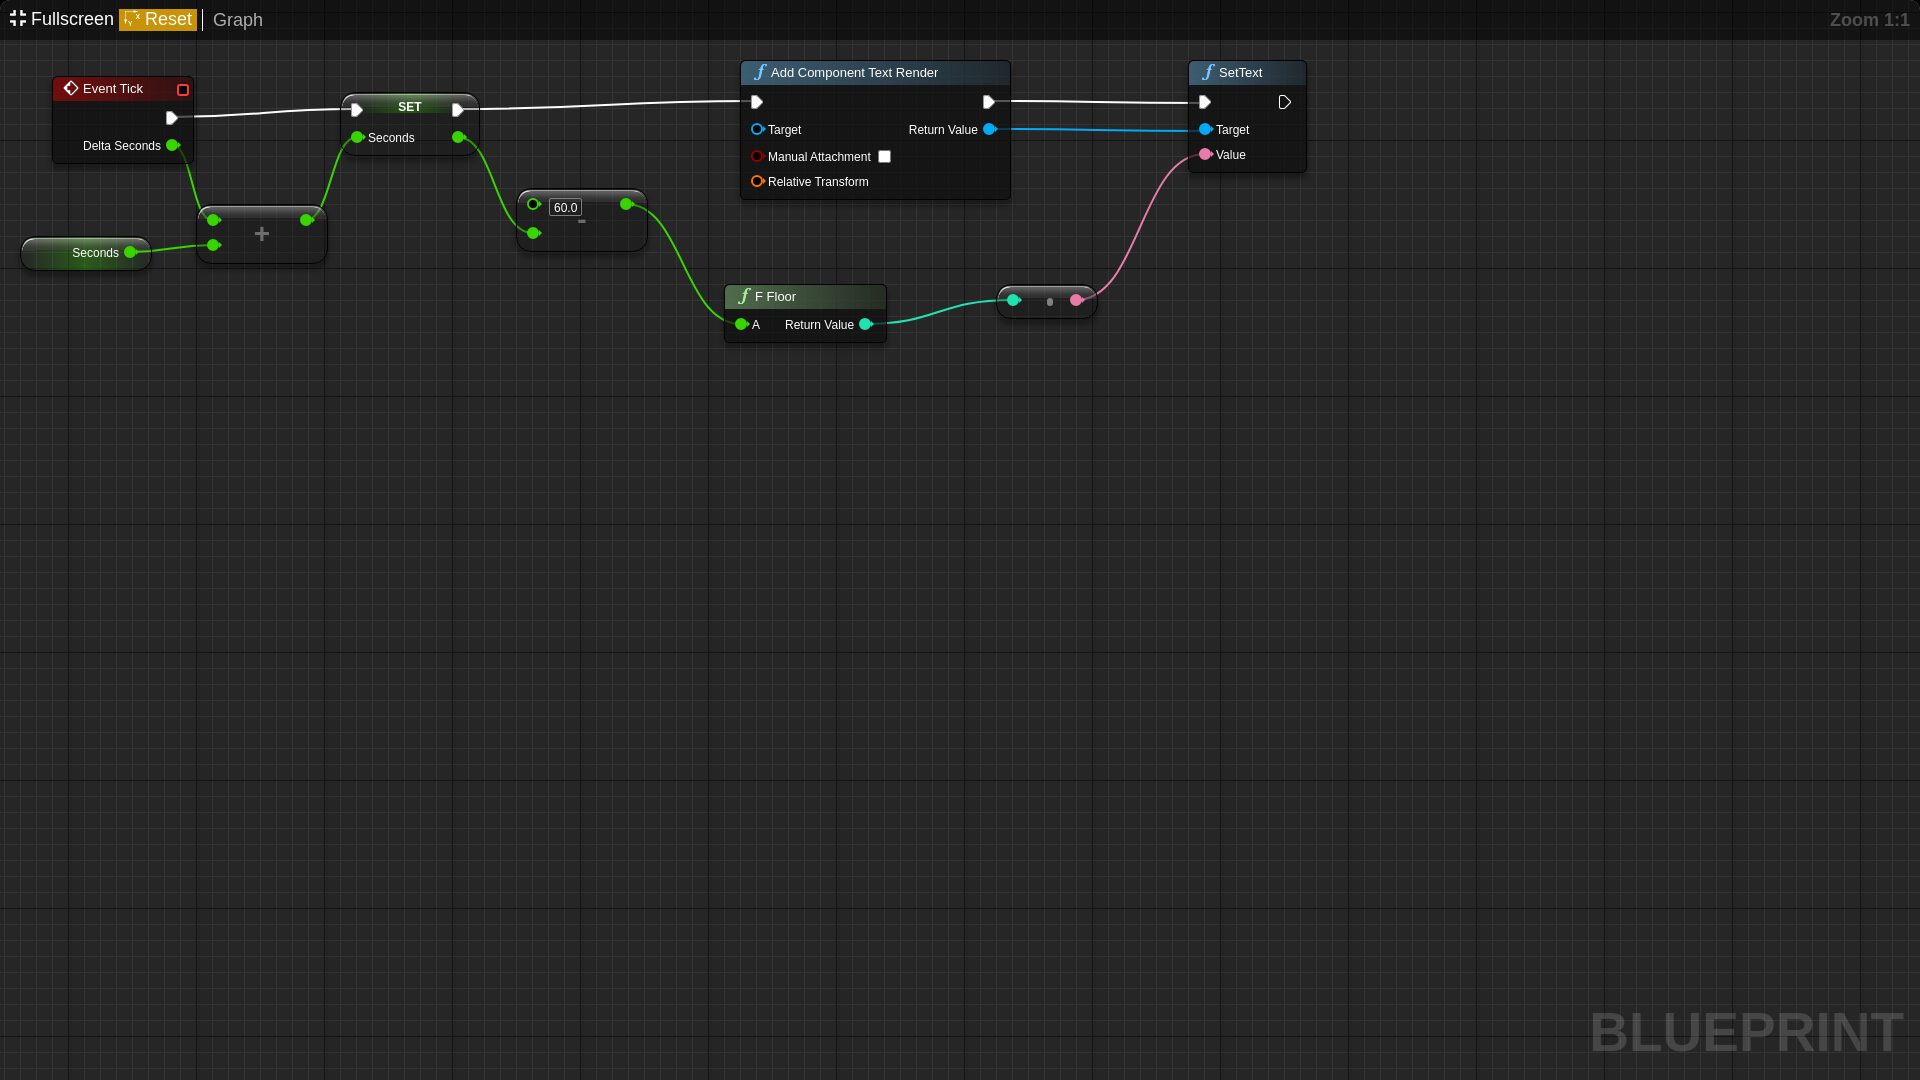 Fullscreen Reset Graph
Zoom 1:1
Event Tick
Delta Seconds
Seconds
+
SET
Seconds
60.0
-
Add Component Text Render
Target Return Value
Manual Attachment
Relative Transform
F Floor
A Return Value
SetText
Target
Value
BLUEPRINT